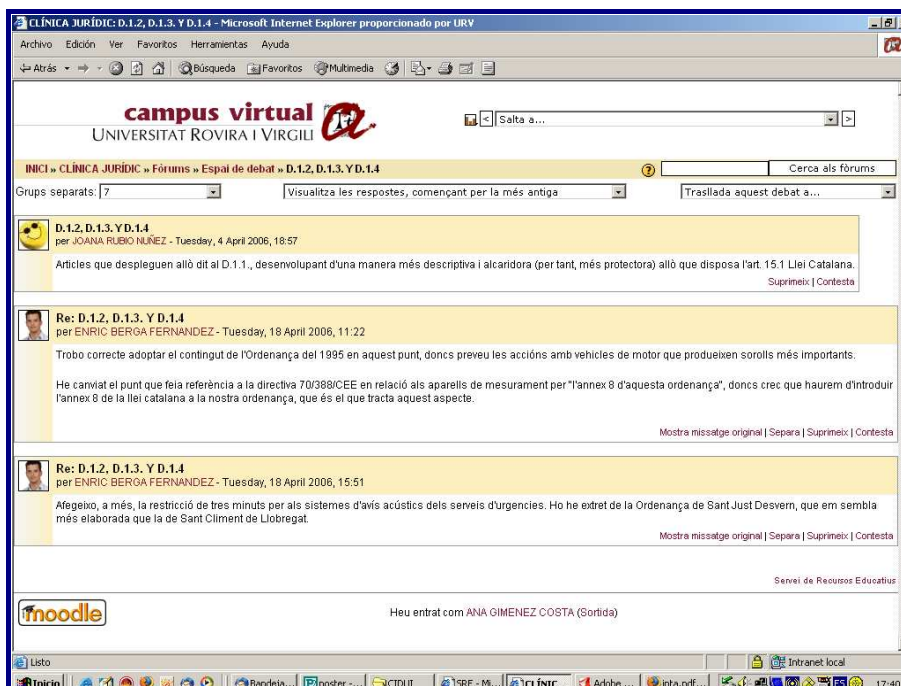 CLÍNICA JURÍDIC: D.1.2, D.1.3. Y D.1.4 - Microsoft Internet Explorer proporcionado por URV
Archivo Edición Ver Favoritos Herramientas Ayuda
Atrás Búsqueda Favoritos Multimedia
campus virtual
UNIVERSITAT ROVIRA I VIRGILI
< Salta a... >
INICI » CLÍNICA JURÍDIC » Fòrums » Espai de debat » D.1.2, D.1.3. Y D.1.4
? Cerca als fòrums
Grups separats: 7 Visualitza les respostes, començant per la més antiga Trasllada aquest debat a...
D.1.2, D.1.3. Y D.1.4
per JOANA RUBIO NUÑEZ - Tuesday, 4 April 2006, 18:57
Articles que despleguen allò dit al D.1.1., desenvolupant d'una manera més descriptiva i alcaridora (per tant, més protectora) allò que disposa l'art. 15.1 Llei Catalana.
Suprimeix | Contesta
Re: D.1.2, D.1.3. Y D.1.4
per ENRIC BERGA FERNANDEZ - Tuesday, 18 April 2006, 11:22
Trobo correcte adoptar el contingut de l'Ordenança del 1995 en aquest punt, doncs preveu les accións amb vehicles de motor que produeixen sorolls més importants.
He canviat el punt que feia referència a la directiva 70/388/CEE en relació als aparells de mesurament per "l'annex 8 d'aquesta ordenança", doncs crec que haurem d'introduir
l'annex 8 de la llei catalana a la nostra ordenança, que és el que tracta aquest aspecte.
Mostra missatge original | Separa | Suprimeix | Contesta
Re: D.1.2, D.1.3. Y D.1.4
per ENRIC BERGA FERNANDEZ - Tuesday, 18 April 2006, 15:51
Afegeixo, a més, la restricció de tres minuts per als sistemes d'avís acústics dels serveis d'urgencies. Ho he extret de la Ordenança de Sant Just Desvern, que em sembla
més elaborada que la de Sant Climent de Llobregat.
Mostra missatge original | Separa | Suprimeix | Contesta
Servei de Recursos Educatius
moodle
Heu entrat com ANA GIMENEZ COSTA (Sortida)
Listo Intranet local
Inicio Bandeja... poster -... CIDUI SRE - Mi... CLÍNIC... Adobe ... inta.pdf... ES 17:40